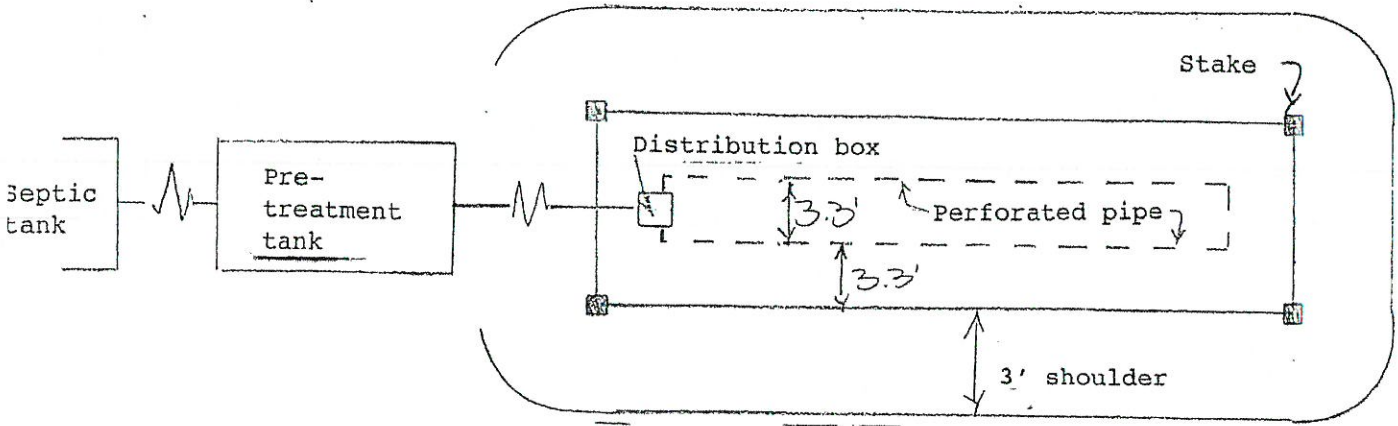 Stake
Distribution box
Septic
tank
Pre-
treatment
tank
3.3'
Perforated pipe
3.3'
3' shoulder